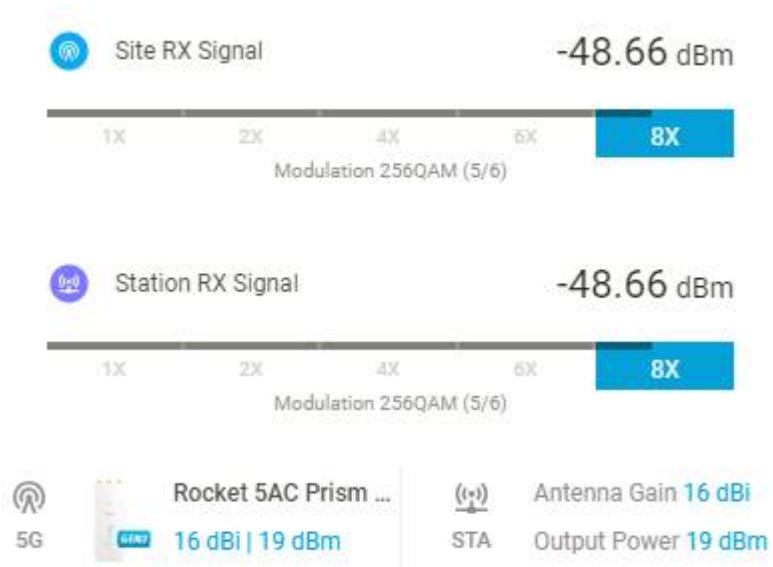 Site RX Signal -48.66 dBm
1X 2X 4X 6X 8X
Modulation 256QAM (5/6)
Station RX Signal -48.66 dBm
1X 2X 4X 6X 8X
Modulation 256QAM (5/6)
Rocket 5AC Prism ... Antenna Gain 16 dBi
5G GEN2 16 dBi | 19 dBm STA Output Power 19 dBm